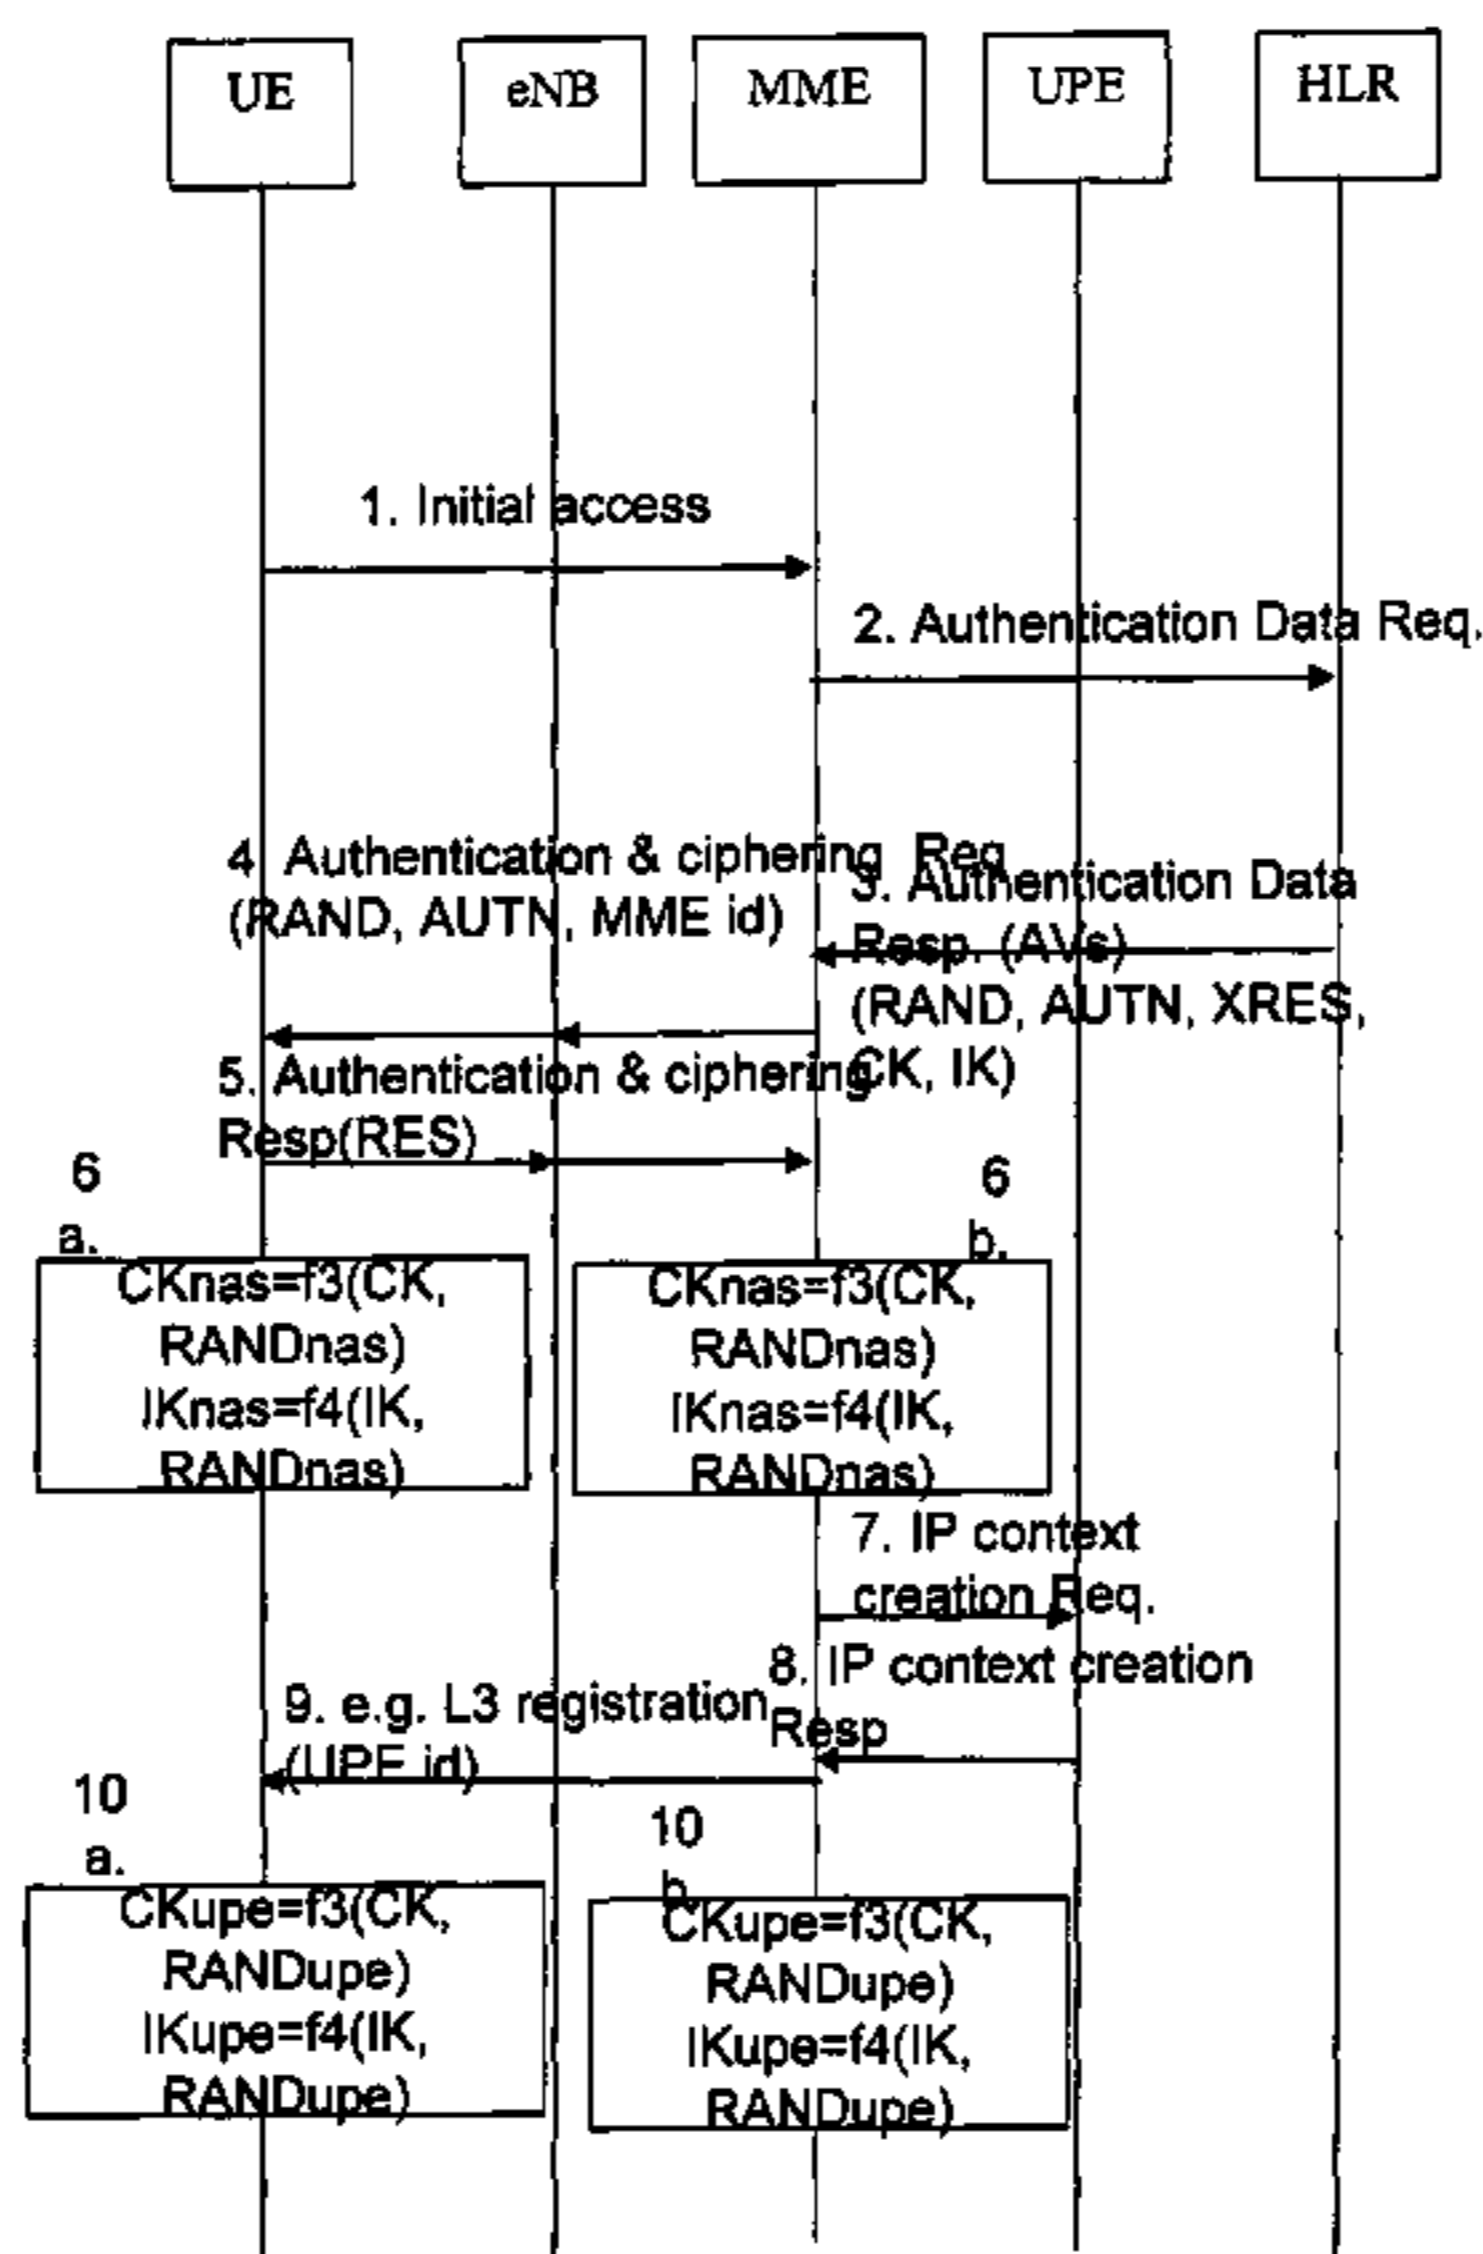 UE
eNB
MME
UPE
HLR
1. Initial access
2. Authentication Data Req.
4 Authentication & ciphering Req
(RAND, AUTN, MME id)
3. Authentication Data
Resp. (AVs)
(RAND, AUTN, XRES,
CK, IK)
5. Authentication & ciphering
Resp(RES)
6
a.
6
b.
CKnas=f3(CK,
RANDnas)
IKnas=f4(IK,
RANDnas)
CKnas=f3(CK,
RANDnas)
IKnas=f4(IK,
RANDnas)
7. IP context
creation Req.
8. IP context creation
Resp
9. e.g. L3 registration
(UPE id)
10
a.
10
b.
CKupe=f3(CK,
RANDupe)
IKupe=f4(IK,
RANDupe)
CKupe=f3(CK,
RANDupe)
IKupe=f4(IK,
RANDupe)